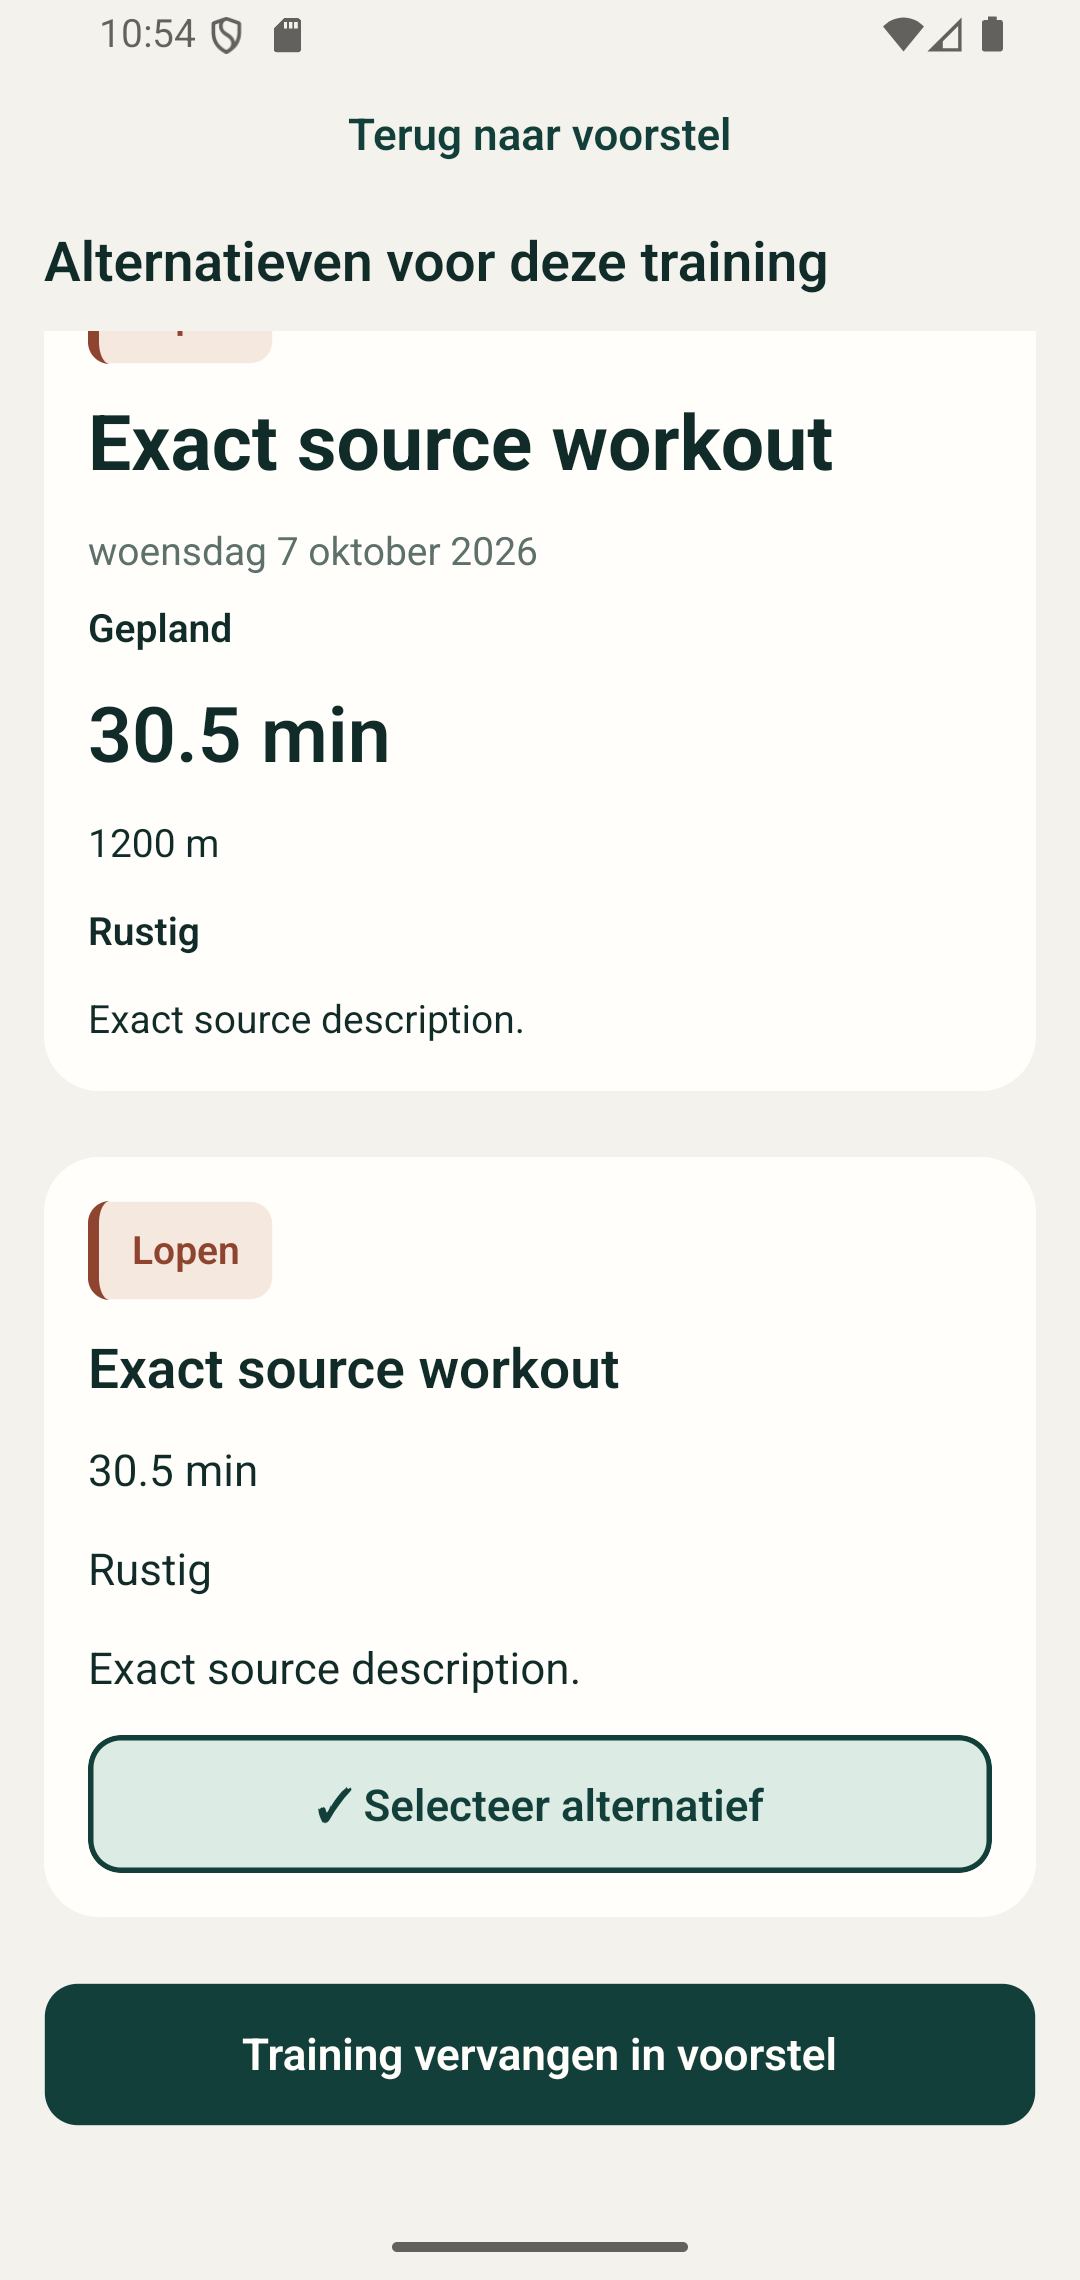 10:54
Terug naar voorstel
Alternatieven voor deze training
Exact source workout
woensdag 7 oktober 2026
Gepland
30.5 min
1200 m
Rustig
Exact source description.
Lopen
Exact source workout
30.5 min
Rustig
Exact source description.
✓ Selecteer alternatief
Training vervangen in voorstel